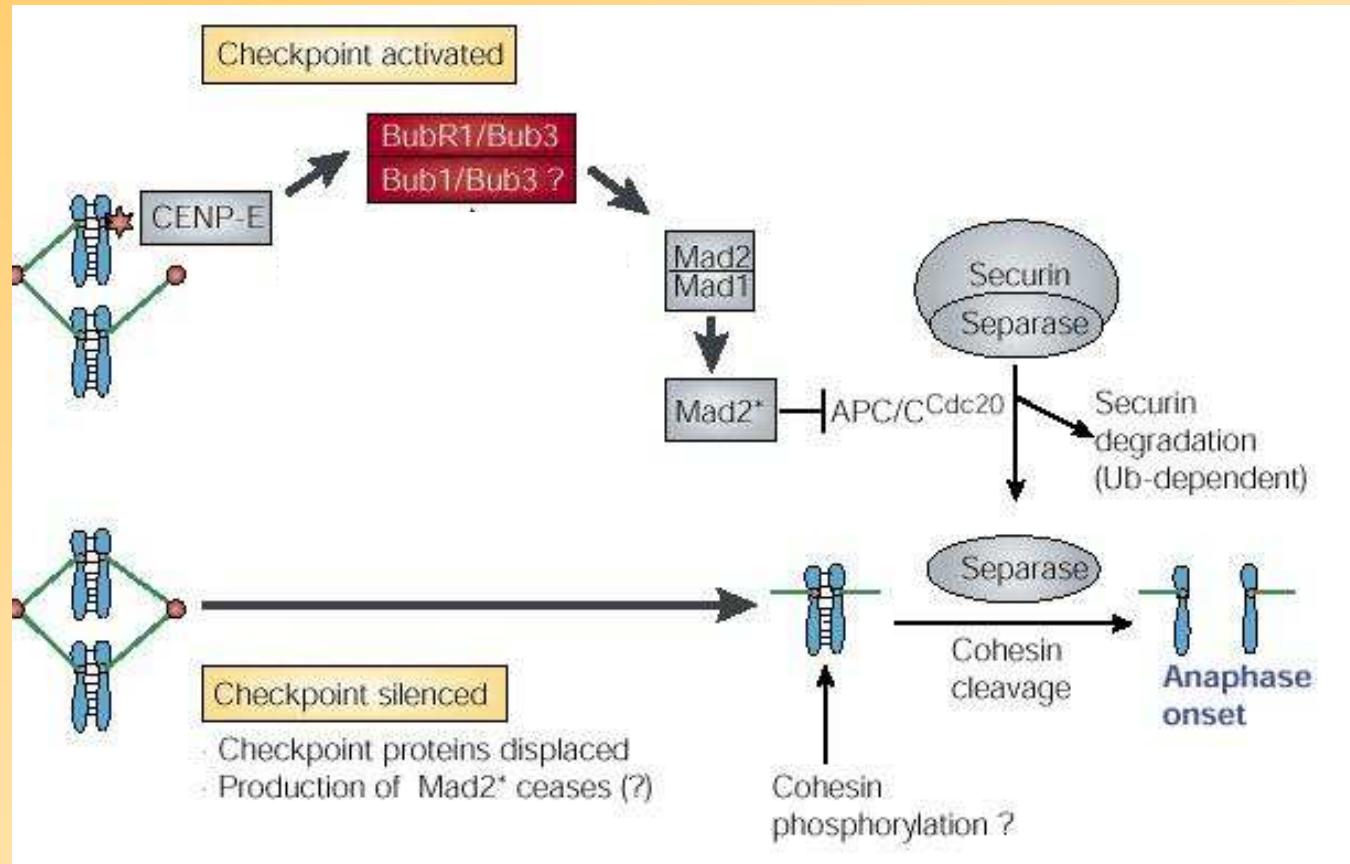 Checkpoint activated
BubR1/Bub3
Bub1/Bub3 ?
CENP-E
Mad2
Mad1
Securin
Separase
Mad2*
APC/C^Cdc20
Securin
degradation
(Ub-dependent)
Separase
Cohesin
cleavage
Anaphase
onset
Checkpoint silenced
· Checkpoint proteins displaced
· Production of Mad2* ceases (?)
Cohesin
phosphorylation ?